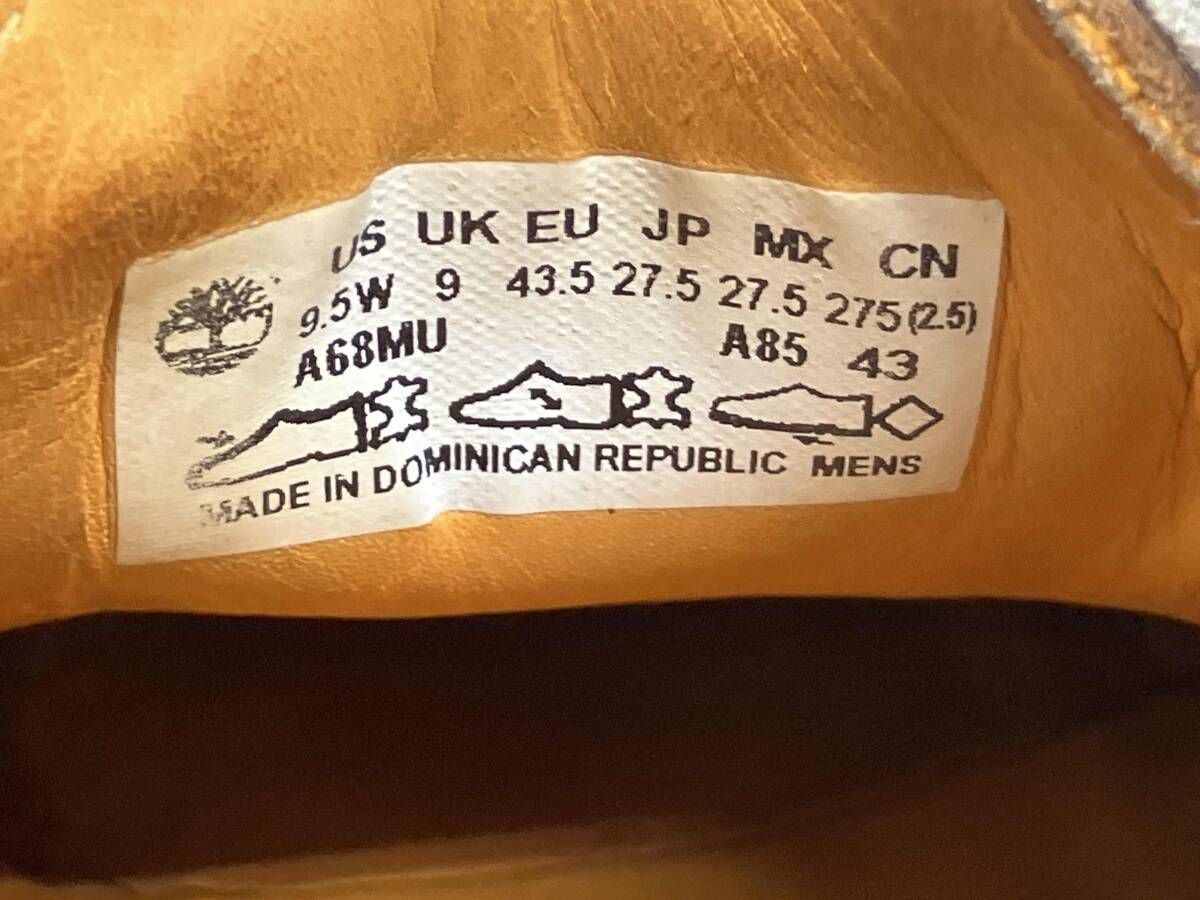 US UK EU JP MX CN
9.5W 9 43.5 27.5 27.5 275(2.5)
A68MU A85 43
MADE IN DOMINICAN REPUBLIC MENS